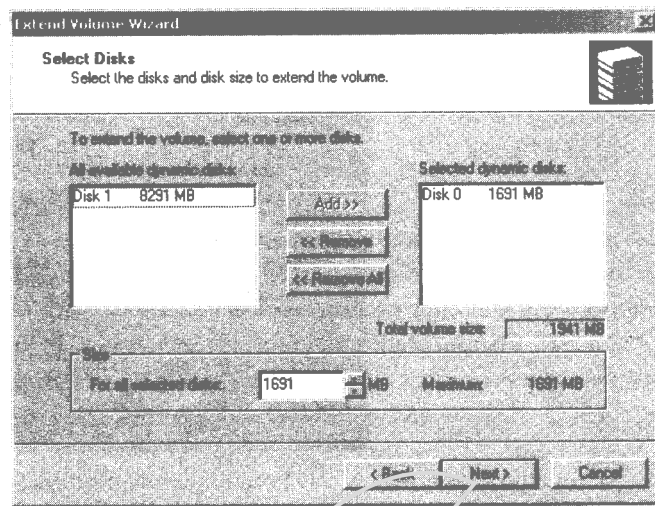 Extend Volume Wizard
Select Disks
Select the disks and disk size to extend the volume.
To extend the volume, select one or more disks.
All available dynamic disks:
Selected dynamic disks:
Disk 1 8291 MB
Add >>
Disk 0 1691 MB
<< Remove
<< Remove All
Total volume size: 1941 MB
Size
For all selected disks: 1691 MB Maximum: 1691 MB
< Back
Next >
Cancel